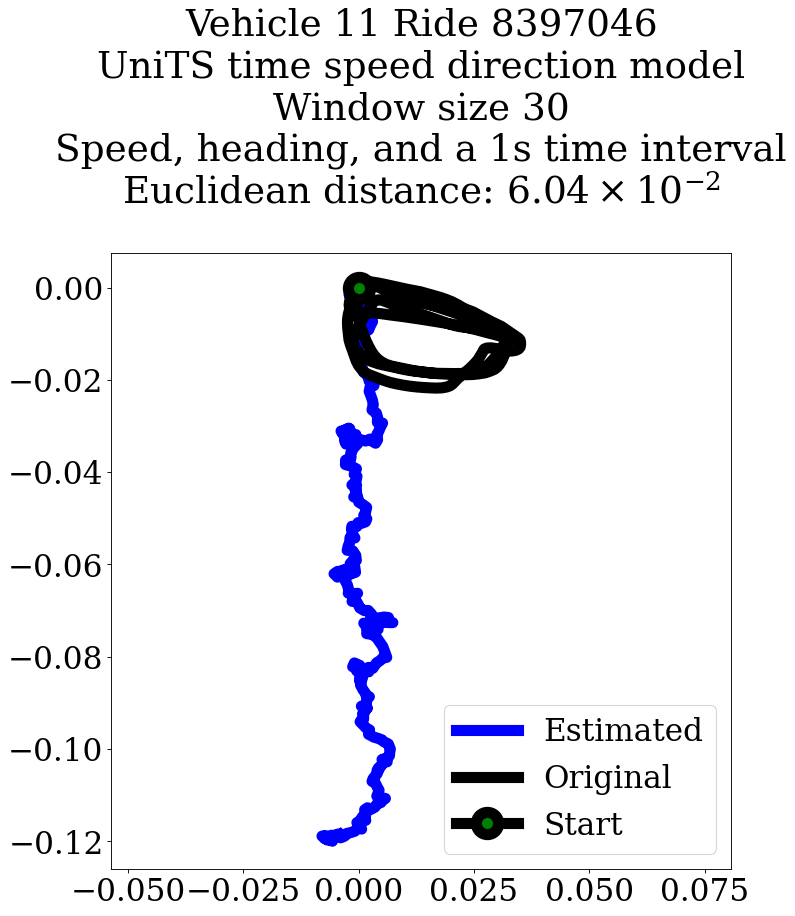 Vehicle 11 Ride 8397046
UniTS time speed direction model
Window size 30
Speed, heading, and a 1s time interval
Euclidean distance: 6.04 × 10⁻²
0.00
−0.02
−0.04
−0.06
−0.08
−0.10
−0.12
Estimated
Original
Start
−0.050 −0.025 0.000 0.025 0.050 0.075